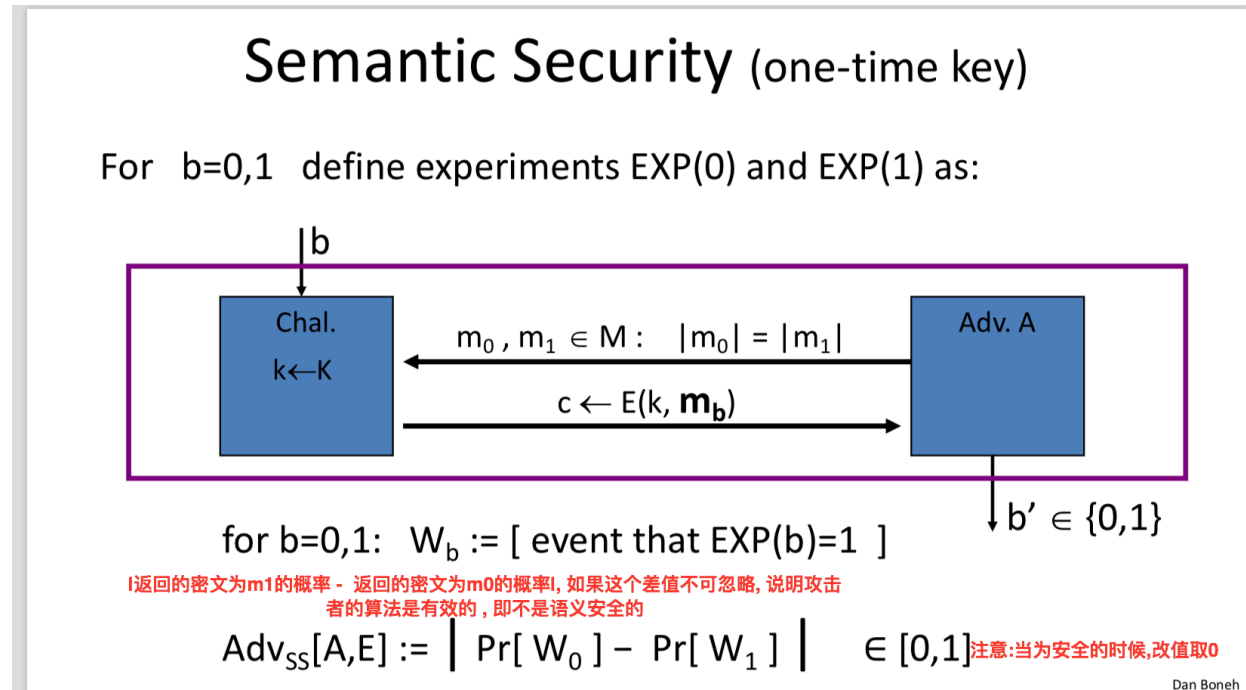 Semantic Security (one-time key)
For b=0,1 define experiments EXP(0) and EXP(1) as:
b
Chal.
k←K
m₀ , m₁ ∈ M : |m₀| = |m₁|
c ← E(k, m_b)
Adv. A
b’ ∈ {0,1}
for b=0,1: W_b := [ event that EXP(b)=1 ]
|返回的密文为m1的概率 - 返回的密文为m0的概率|, 如果这个差值不可忽略, 说明攻击
者的算法是有效的 , 即不是语义安全的
Adv_SS[A,E] := | Pr[ W₀ ] − Pr[ W₁ ] | ∈ [0,1] 注意:当为安全的时候,改值取0
Dan Boneh